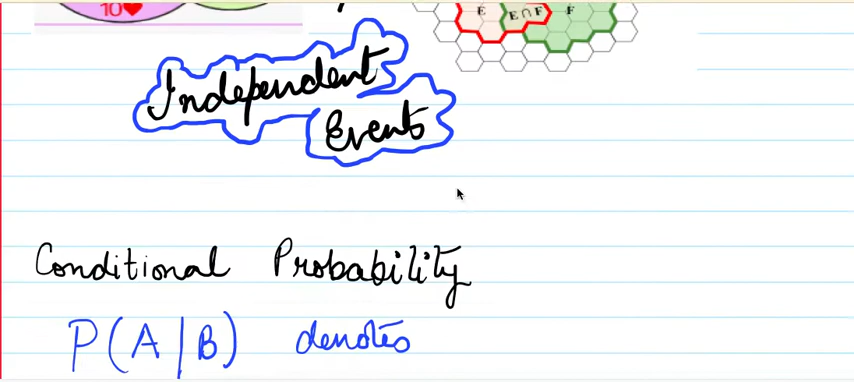 10♥
E E∩F F
Independent
Events
Conditional Probability
P(A|B) denotes